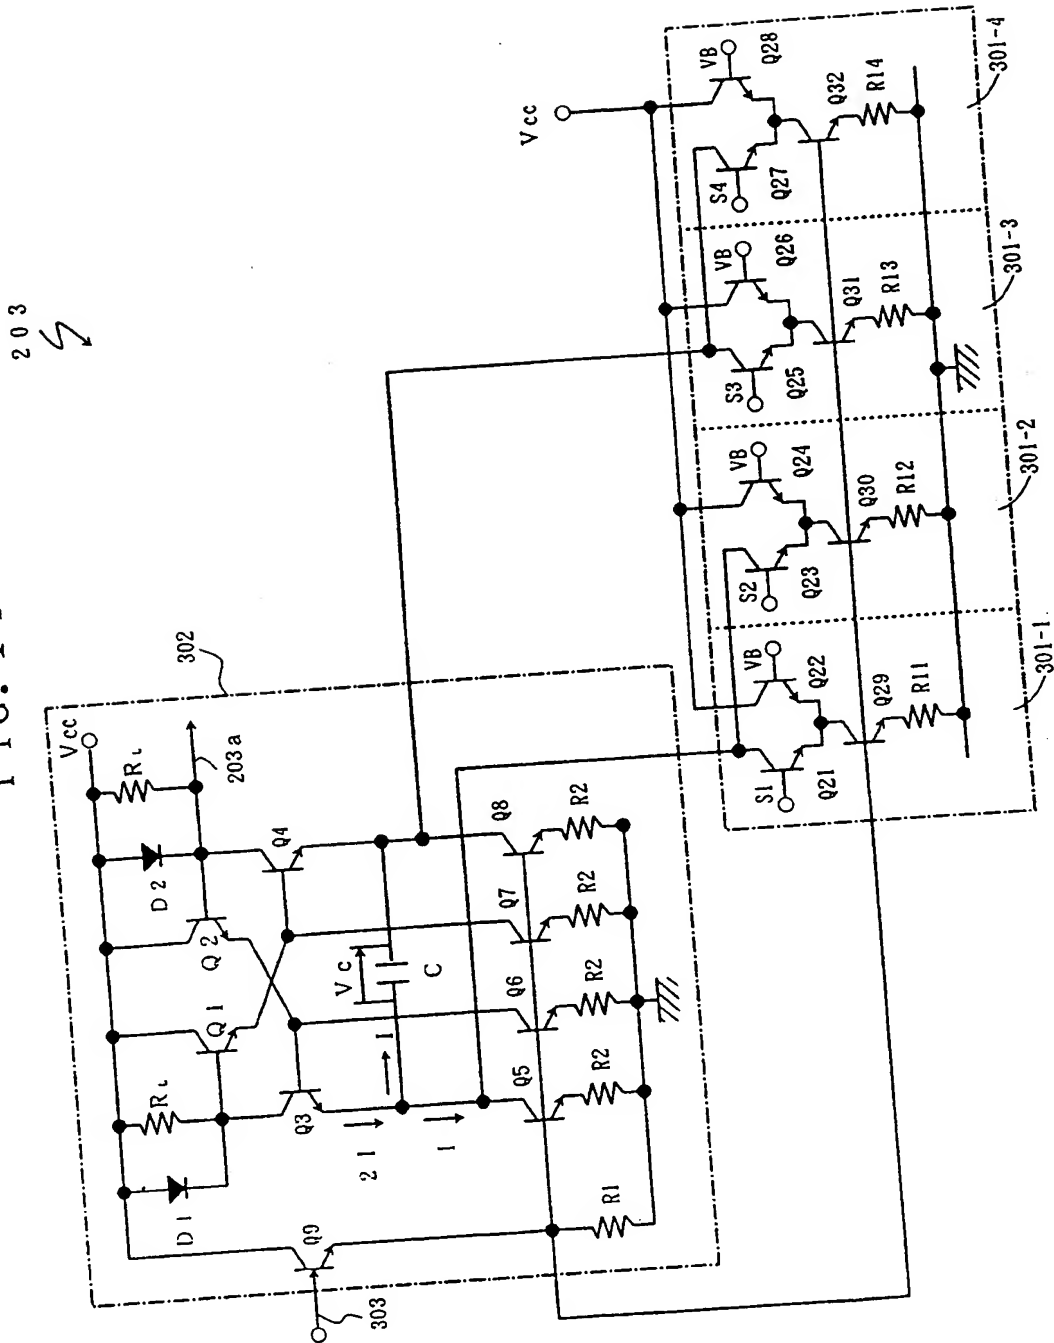 203
302
Vcc
RL
203a
D2
Q2
Q4
Q1
RL
D1
Q3
Vc
C
I
2I
I
Q9
303
Q5
Q6
Q7
Q8
R1
R2
R2
R2
R2
Vcc
S1
Q21
VB
Q22
Q29
R11
301-1
S2
Q23
VB
Q24
Q30
R12
301-2
S3
Q25
VB
Q26
Q31
R13
301-3
S4
Q27
VB
Q28
Q32
R14
301-4